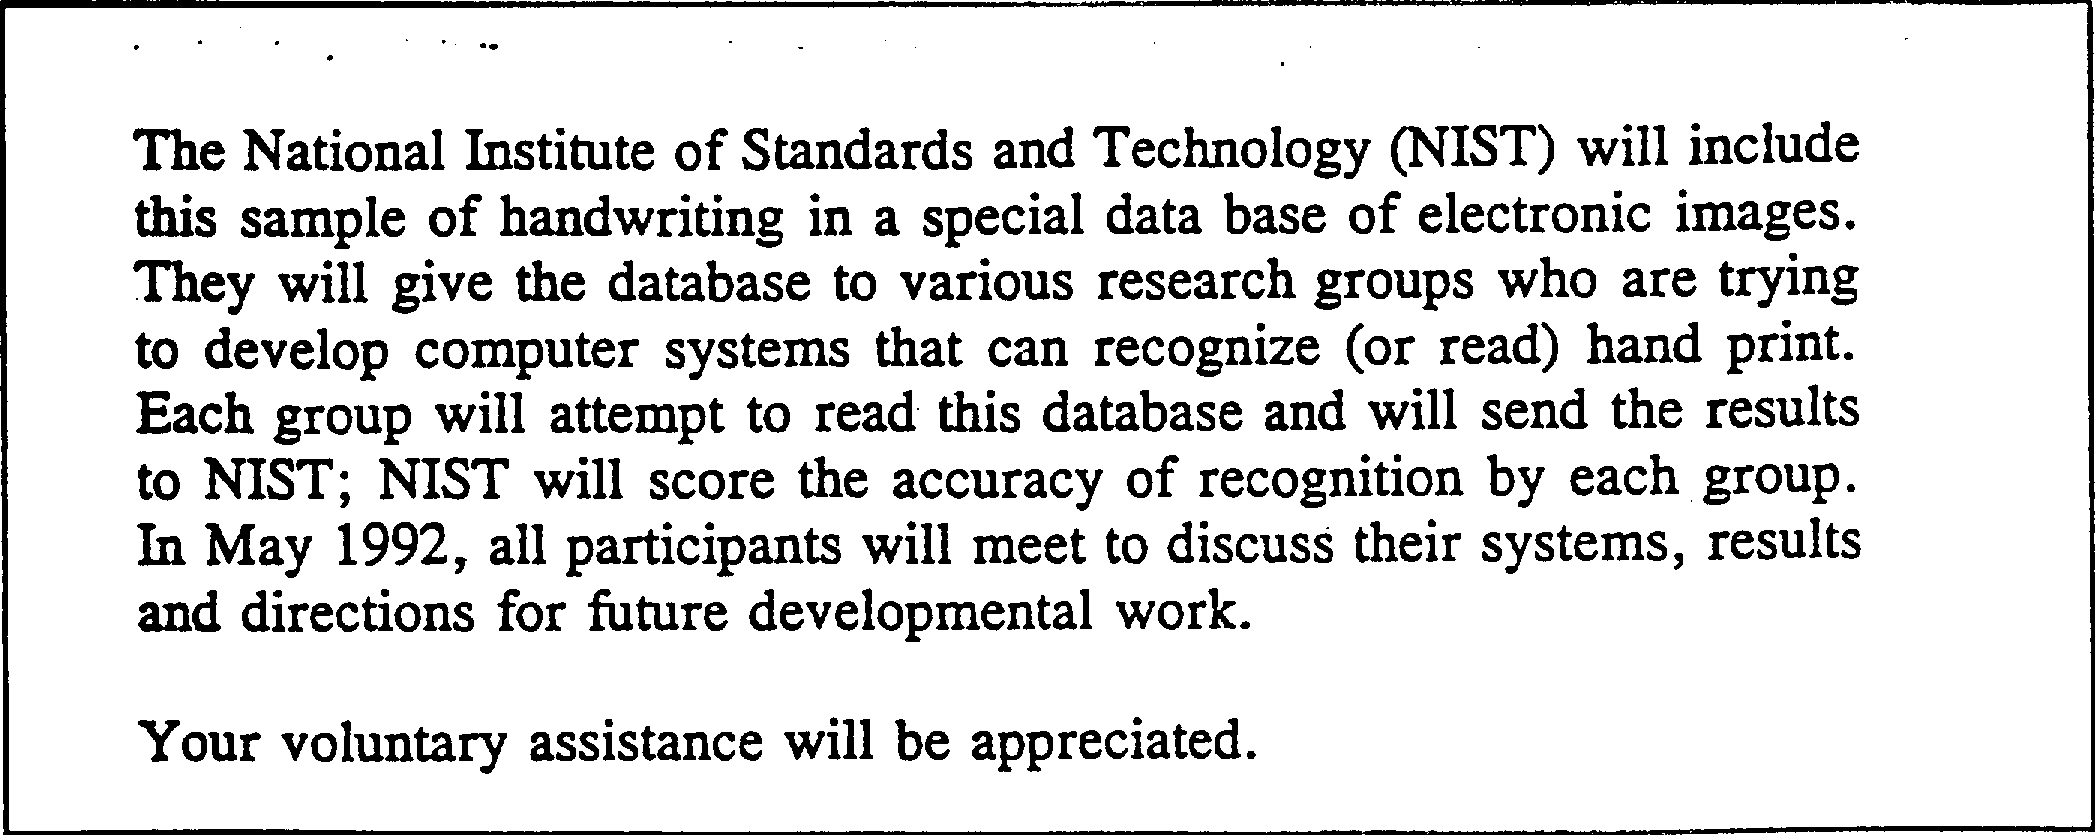 The National Institute of Standards and Technology (NIST) will include
this sample of handwriting in a special data base of electronic images.
They will give the database to various research groups who are trying
to develop computer systems that can recognize (or read) hand print.
Each group will attempt to read this database and will send the results
to NIST; NIST will score the accuracy of recognition by each group.
In May 1992, all participants will meet to discuss their systems, results
and directions for future developmental work.
Your voluntary assistance will be appreciated.